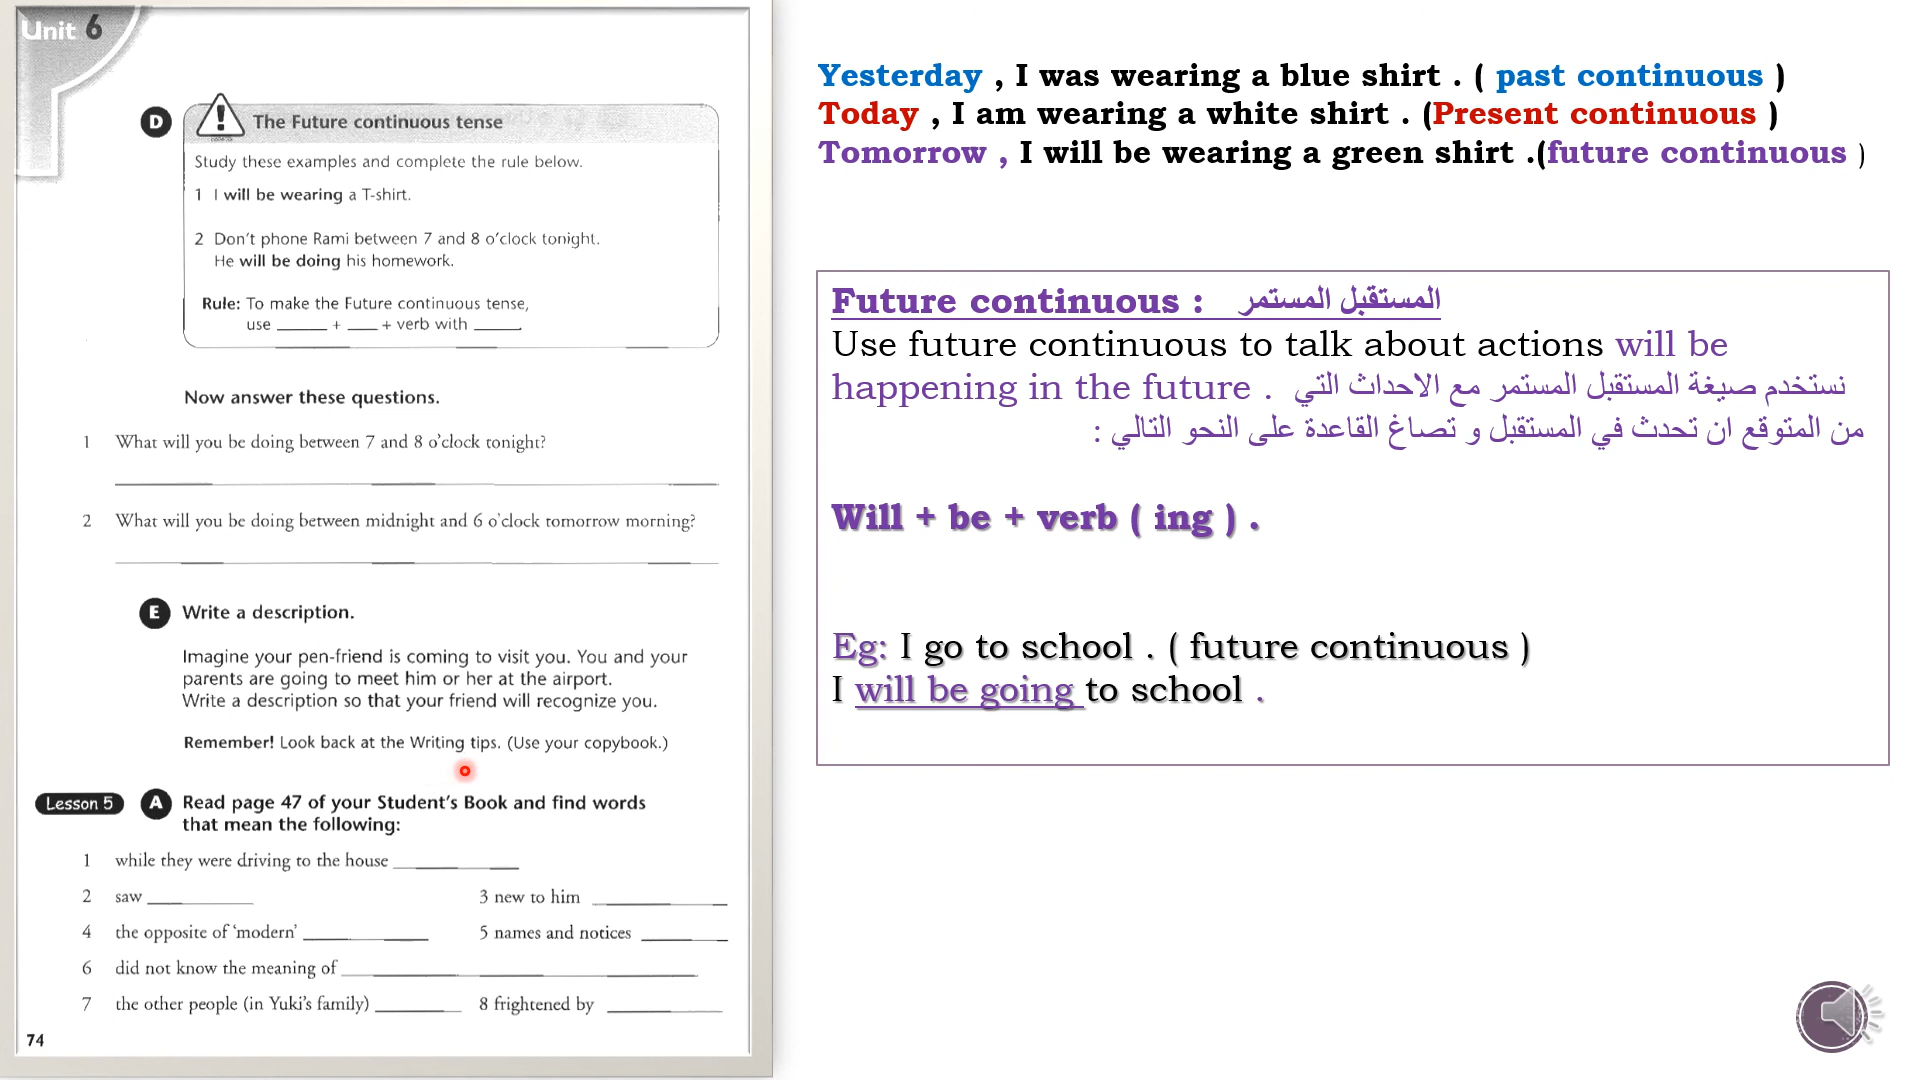 Unit 6
D The Future continuous tense
Study these examples and complete the rule below.
1 I will be wearing a T-shirt.
2 Don't phone Rami between 7 and 8 o'clock tonight.
He will be doing his homework.
Rule: To make the Future continuous tense,
use ______ + ____ + verb with ______.
Now answer these questions.
1 What will you be doing between 7 and 8 o'clock tonight?
2 What will you be doing between midnight and 6 o'clock tomorrow morning?
E Write a description.
Imagine your pen-friend is coming to visit you. You and your
parents are going to meet him or her at the airport.
Write a description so that your friend will recognize you.
Remember! Look back at the Writing tips. (Use your copybook.)
Lesson 5 A Read page 47 of your Student's Book and find words
that mean the following:
1 while they were driving to the house ______
2 saw ______ 3 new to him ______
4 the opposite of 'modern' ______ 5 names and notices ______
6 did not know the meaning of ______
7 the other people (in Yuki's family) ______ 8 frightened by ______
74
Yesterday , I was wearing a blue shirt . ( past continuous )
Today , I am wearing a white shirt . (Present continuous )
Tomorrow , I will be wearing a green shirt .(future continuous )
Future continuous : المستقبل المستمر
Use future continuous to talk about actions will be
happening in the future . نستخدم صيغة المستقبل المستمر مع الاحداث التي
من المتوقع ان تحدث في المستقبل و تصاغ القاعدة على النحو التالي :
Will + be + verb ( ing ) .
Eg: I go to school . ( future continuous )
I will be going to school .